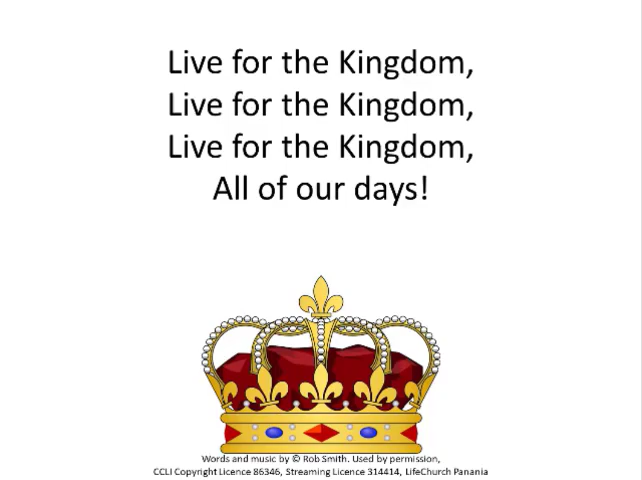 Live for the Kingdom,
Live for the Kingdom,
Live for the Kingdom,
All of our days!
Words and music by © Rob Smith. Used by permission,
CCLI Copyright Licence 86346, Streaming Licence 314414, LifeChurch Panania